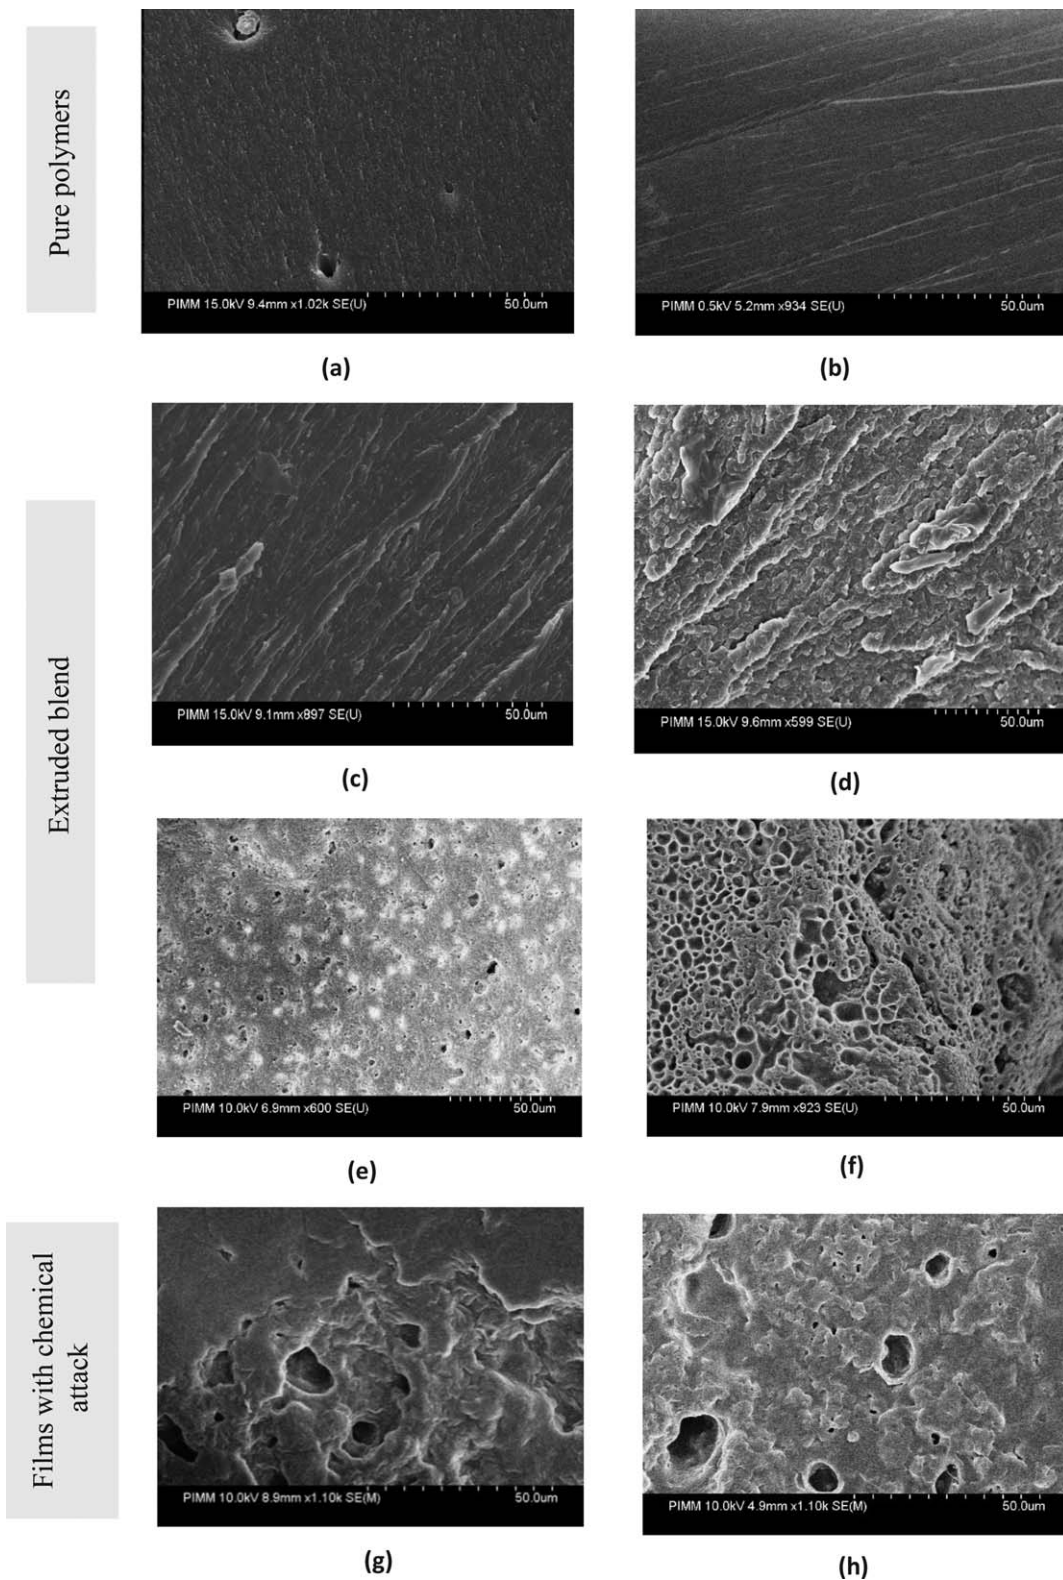 Pure polymers
PIMM 15.0kV 9.4mm x1.02k SE(U) 50.0um
PIMM 0.5kV 5.2mm x934 SE(U) 50.0um
(a)
(b)
Extruded blend
PIMM 15.0kV 9.1mm x897 SE(U) 50.0um
PIMM 15.0kV 9.6mm x599 SE(U) 50.0um
(c)
(d)
PIMM 10.0kV 6.9mm x600 SE(U) 50.0um
PIMM 10.0kV 7.9mm x923 SE(U) 50.0um
(e)
(f)
Films with chemical
attack
PIMM 10.0kV 8.9mm x1.10k SE(M) 50.0um
PIMM 10.0kV 4.9mm x1.10k SE(M) 50.0um
(g)
(h)